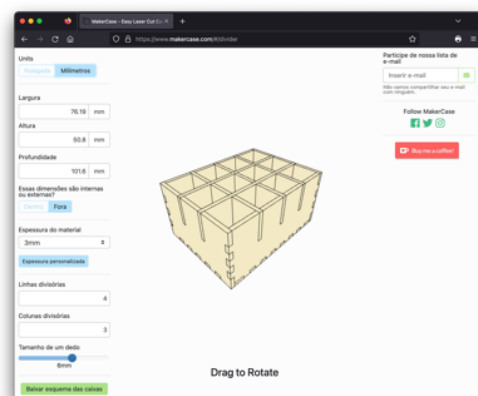 MakerCase - Easy Laser Cut Ca
https://www.makercase.com/#/divider
Units
Polegada Milímetros
Largura
76.19 mm
Altura
50.8 mm
Profundidade
101.6 mm
Essas dimensões são internas
ou externas?
Dentro Fora
Espessura do material
3mm
Espessura personalizada
Linhas divisórias
4
Colunas divisórias
3
Tamanho de um dedo
6mm
Baixar esquema das caixas
Drag to Rotate
Participe de nossa lista de
e-mail
Inserir e-mail
Não vamos compartilhar seu e-mail
com ninguém.
Follow MakerCase
Buy me a coffee!